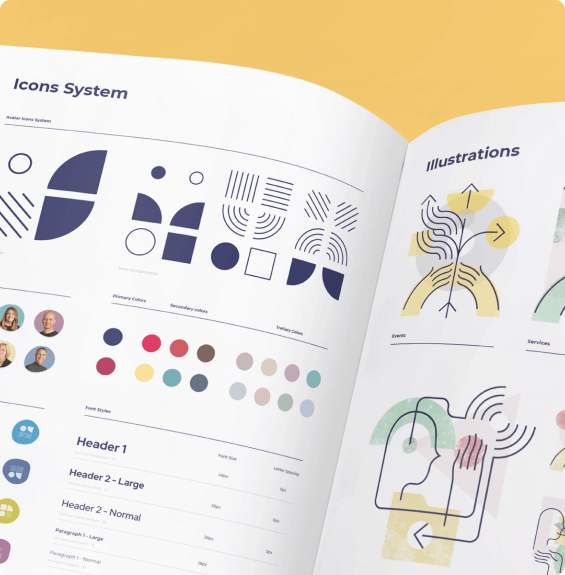 Icons System
Avatar Icons System
Illustrations
Primary Colors
Secondary colors
Tretiary Colors
Events
Services
Font Styles
Font Size
Letter Spacing
Header 1
Header 2 - Large
Header 2 - Normal
Paragraph 1 - Large
Paragraph 1 - Normal